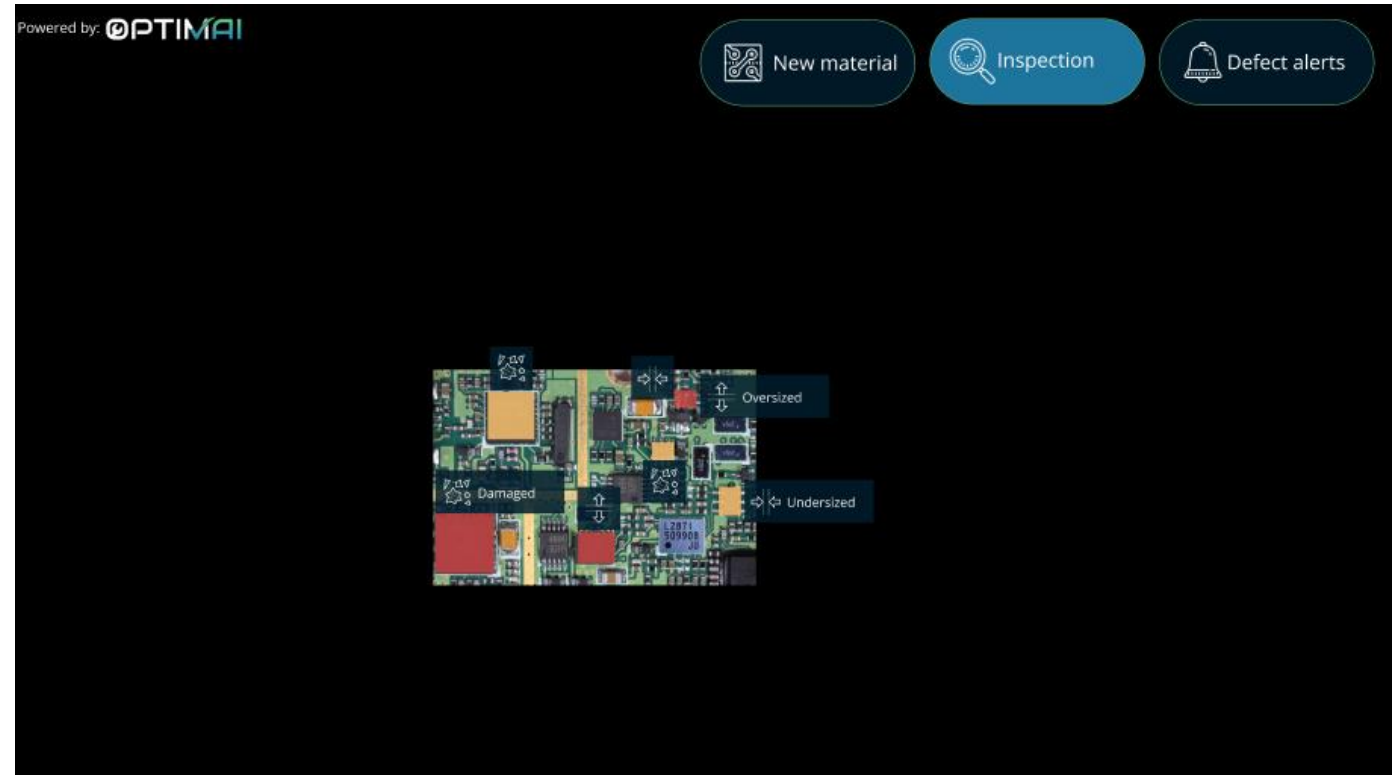 Powered by: OPTIMAI
New material
Inspection
Defect alerts
Oversized
Damaged
Undersized
L2871
509908